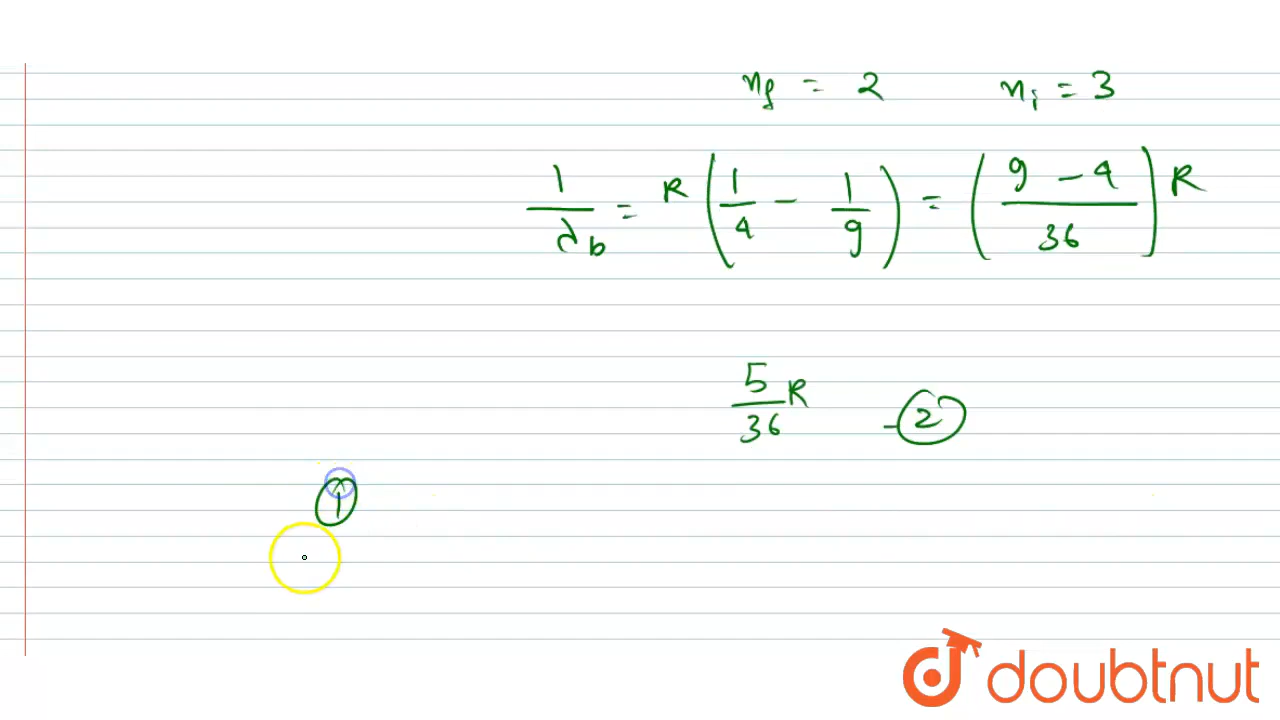 n_f = 2 n_i = 3
1/λ_b = R (1/4 - 1/9) = (9 - 4/36) R
5/36 R - 2
1
doubtnut